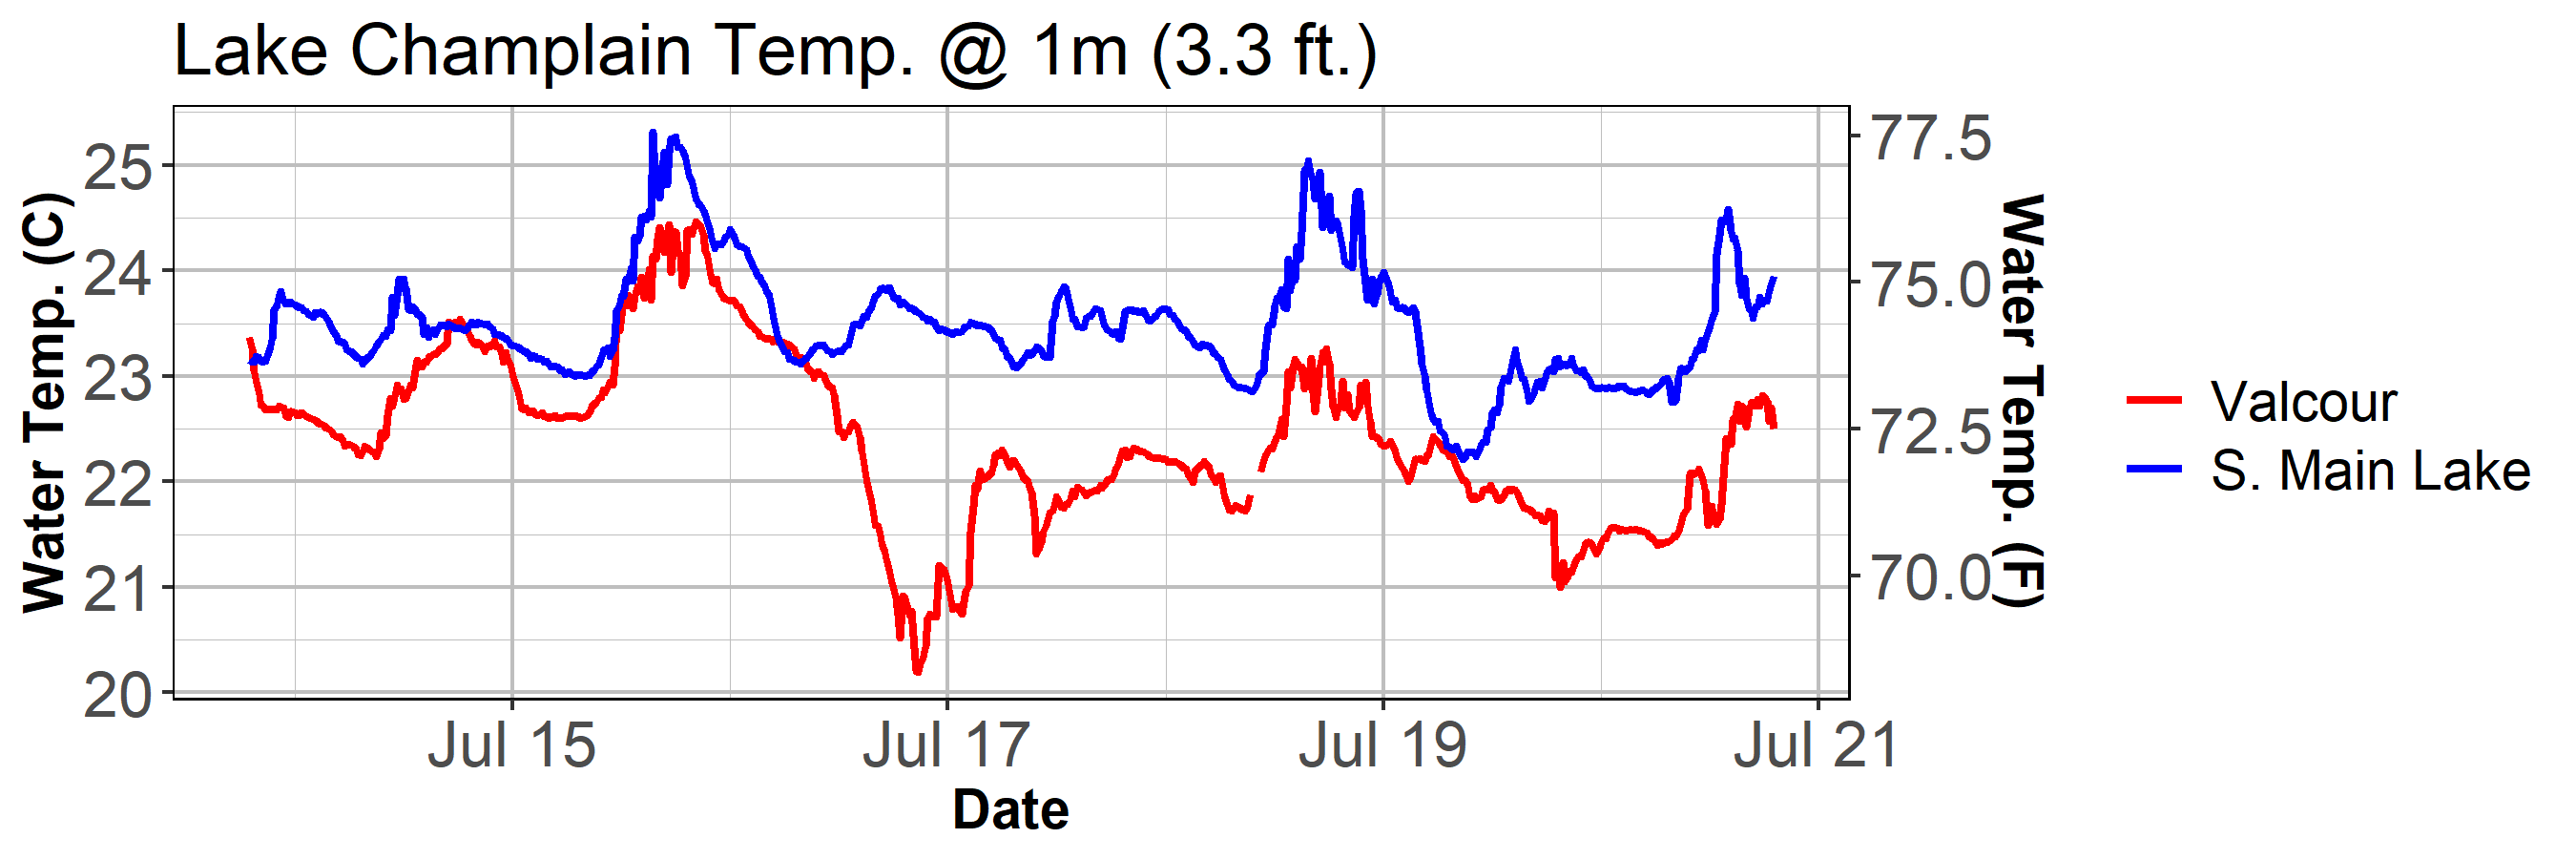 Lake Champlain Temp. @ 1m (3.3 ft.)
Water Temp. (C)
25
24
23
22
21
20
77.5
75.0
72.5
70.0
Water Temp. (F)
Jul 15
Jul 17
Jul 19
Jul 21
Date
Valcour
S. Main Lake